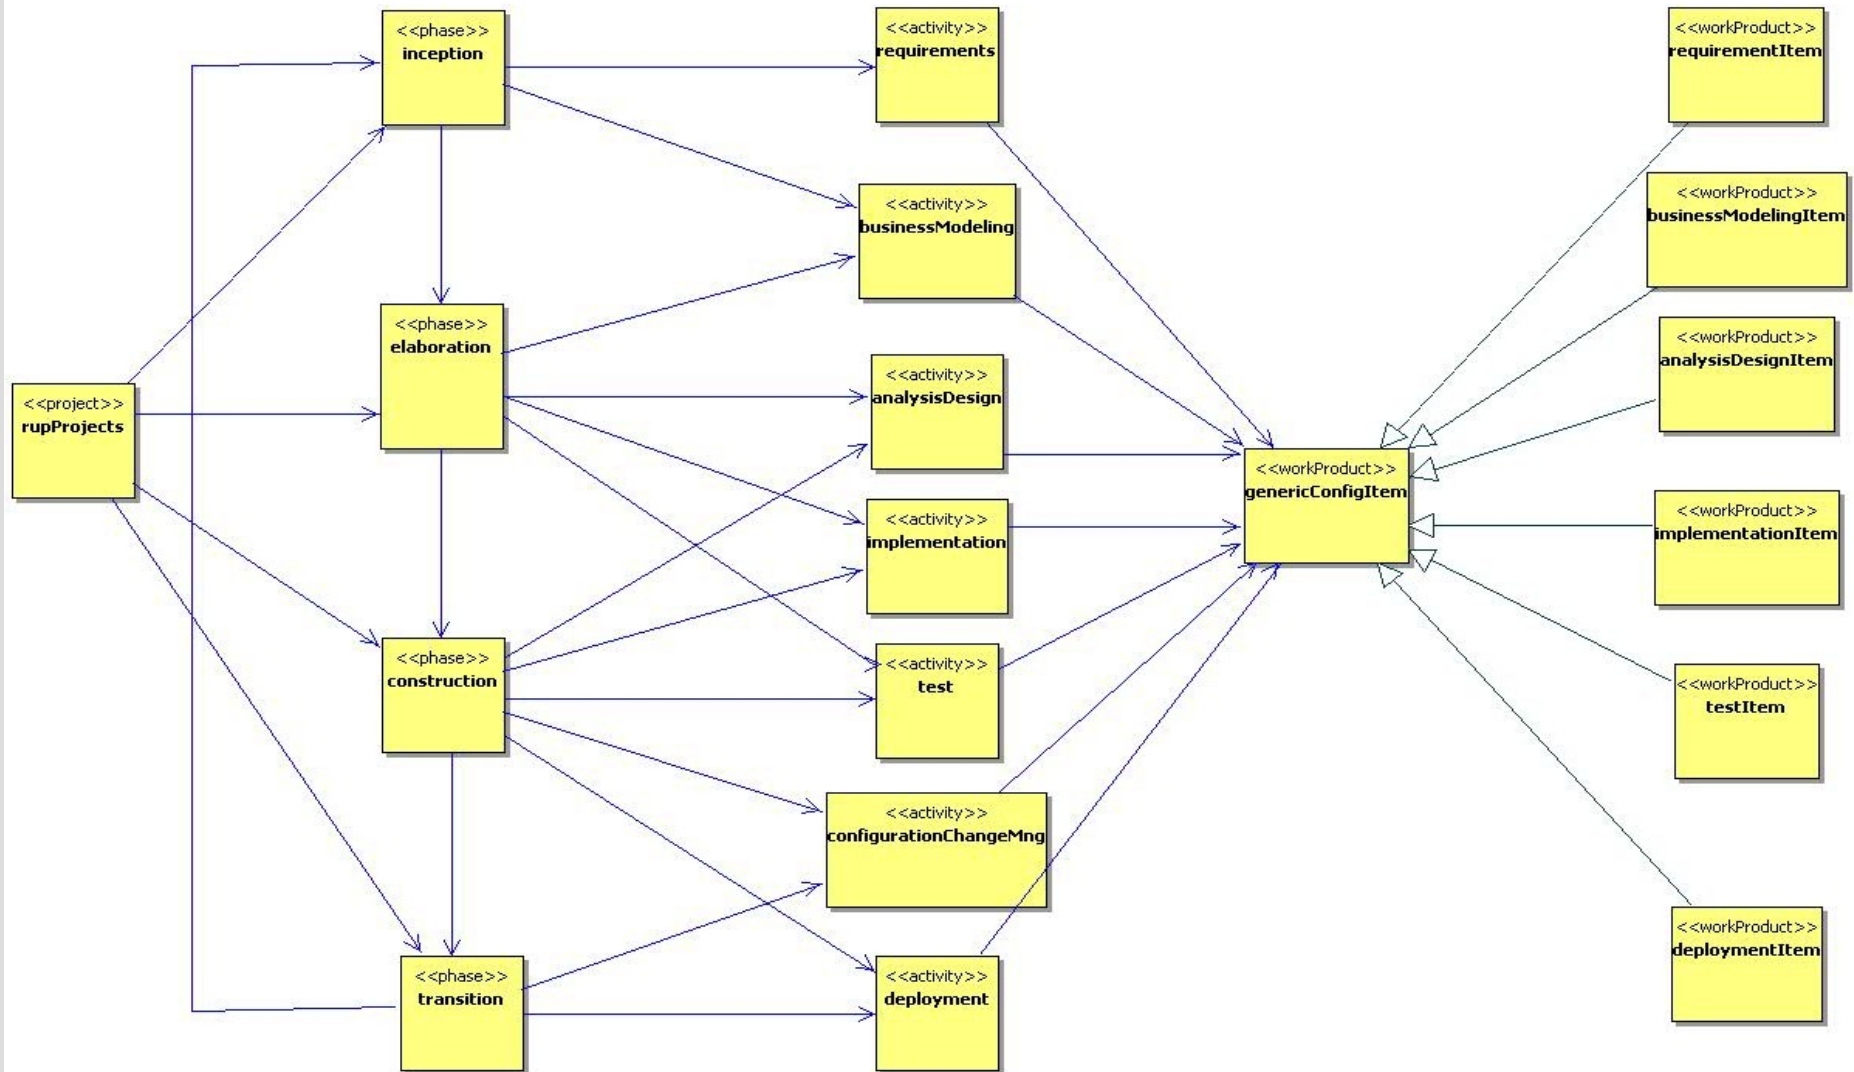 <<phase>>
inception
<<activity>>
requirements
<<workProduct>>
requirementItem
<<activity>>
businessModeling
<<workProduct>>
businessModelingItem
<<phase>>
elaboration
<<workProduct>>
analysisDesignItem
<<activity>>
analysisDesign
<<project>>
rupProjects
<<workProduct>>
genericConfigItem
<<activity>>
implementation
<<workProduct>>
implementationItem
<<phase>>
construction
<<activity>>
test
<<workProduct>>
testItem
<<activity>>
configurationChangeMng
<<workProduct>>
deploymentItem
<<phase>>
transition
<<activity>>
deployment